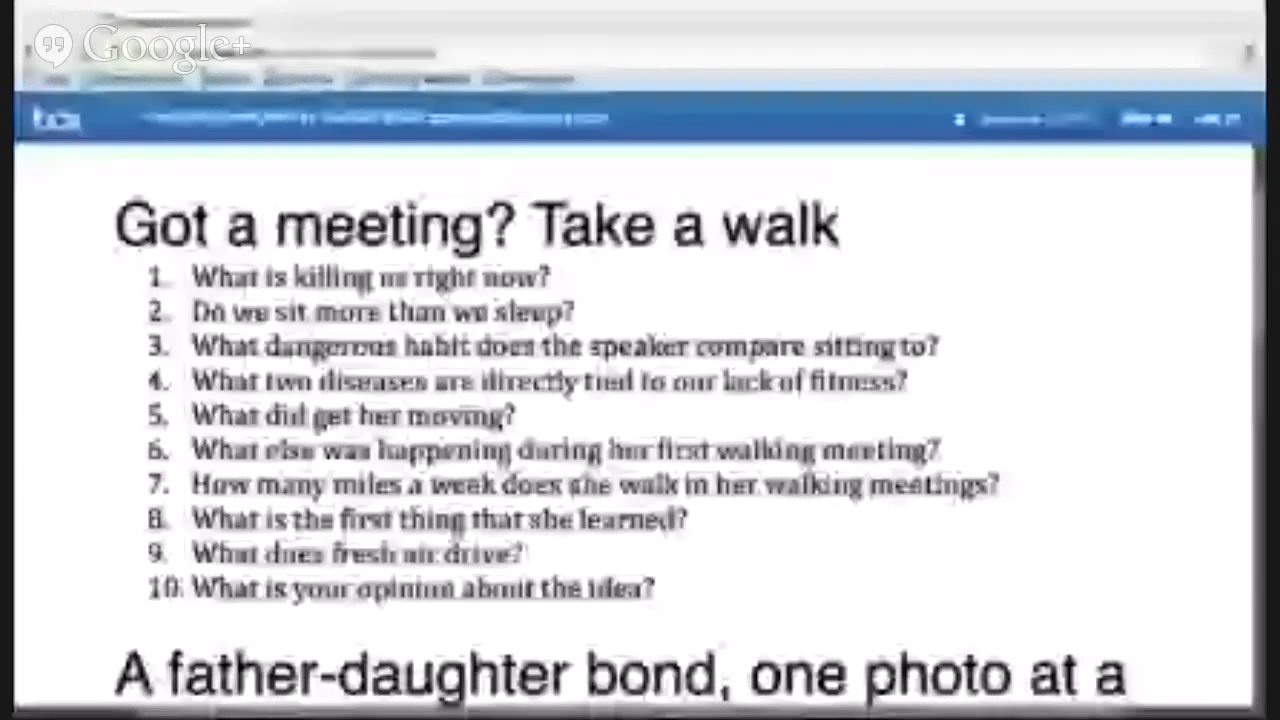 Google+
Got a meeting? Take a walk
1. What is killing us right now?
2. Do we sit more than we sleep?
3. What dangerous habit does the speaker compare sitting to?
4. What two diseases are directly tied to our lack of fitness?
5. What did get her moving?
6. What else was happening during her first walking meeting?
7. How many miles a week does she walk in her walking meetings?
8. What is the first thing that she learned?
9. What does fresh air drive?
10. What is your opinion about the idea?
A father-daughter bond, one photo at a